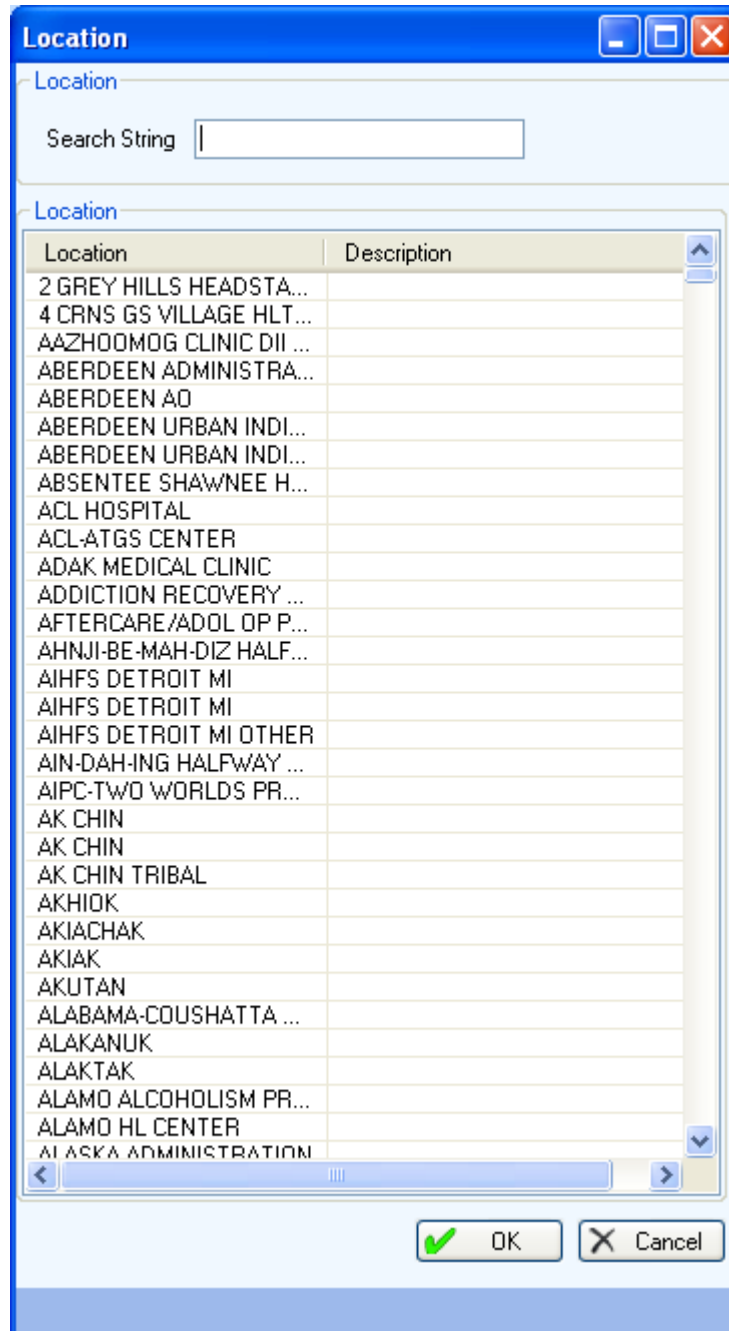 Location
Location
Search String
Location
Location Description
2 GREY HILLS HEADSTA...
4 CRNS GS VILLAGE HLT...
AAZHOOMOG CLINIC DII ...
ABERDEEN ADMINISTRA...
ABERDEEN AO
ABERDEEN URBAN INDI...
ABERDEEN URBAN INDI...
ABSENTEE SHAWNEE H...
ACL HOSPITAL
ACL-ATGS CENTER
ADAK MEDICAL CLINIC
ADDICTION RECOVERY ...
AFTERCARE/ADOL OP P...
AHNJI-BE-MAH-DIZ HALF...
AIHFS DETROIT MI
AIHFS DETROIT MI
AIHFS DETROIT MI OTHER
AIN-DAH-ING HALFWAY ...
AIPC-TWO WORLDS PR...
AK CHIN
AK CHIN
AK CHIN TRIBAL
AKHIOK
AKIACHAK
AKIAK
AKUTAN
ALABAMA-COUSHATTA ...
ALAKANUK
ALAKTAK
ALAMO ALCOHOLISM PR...
ALAMO HL CENTER
ALASKA ADMINISTRATION
OK Cancel